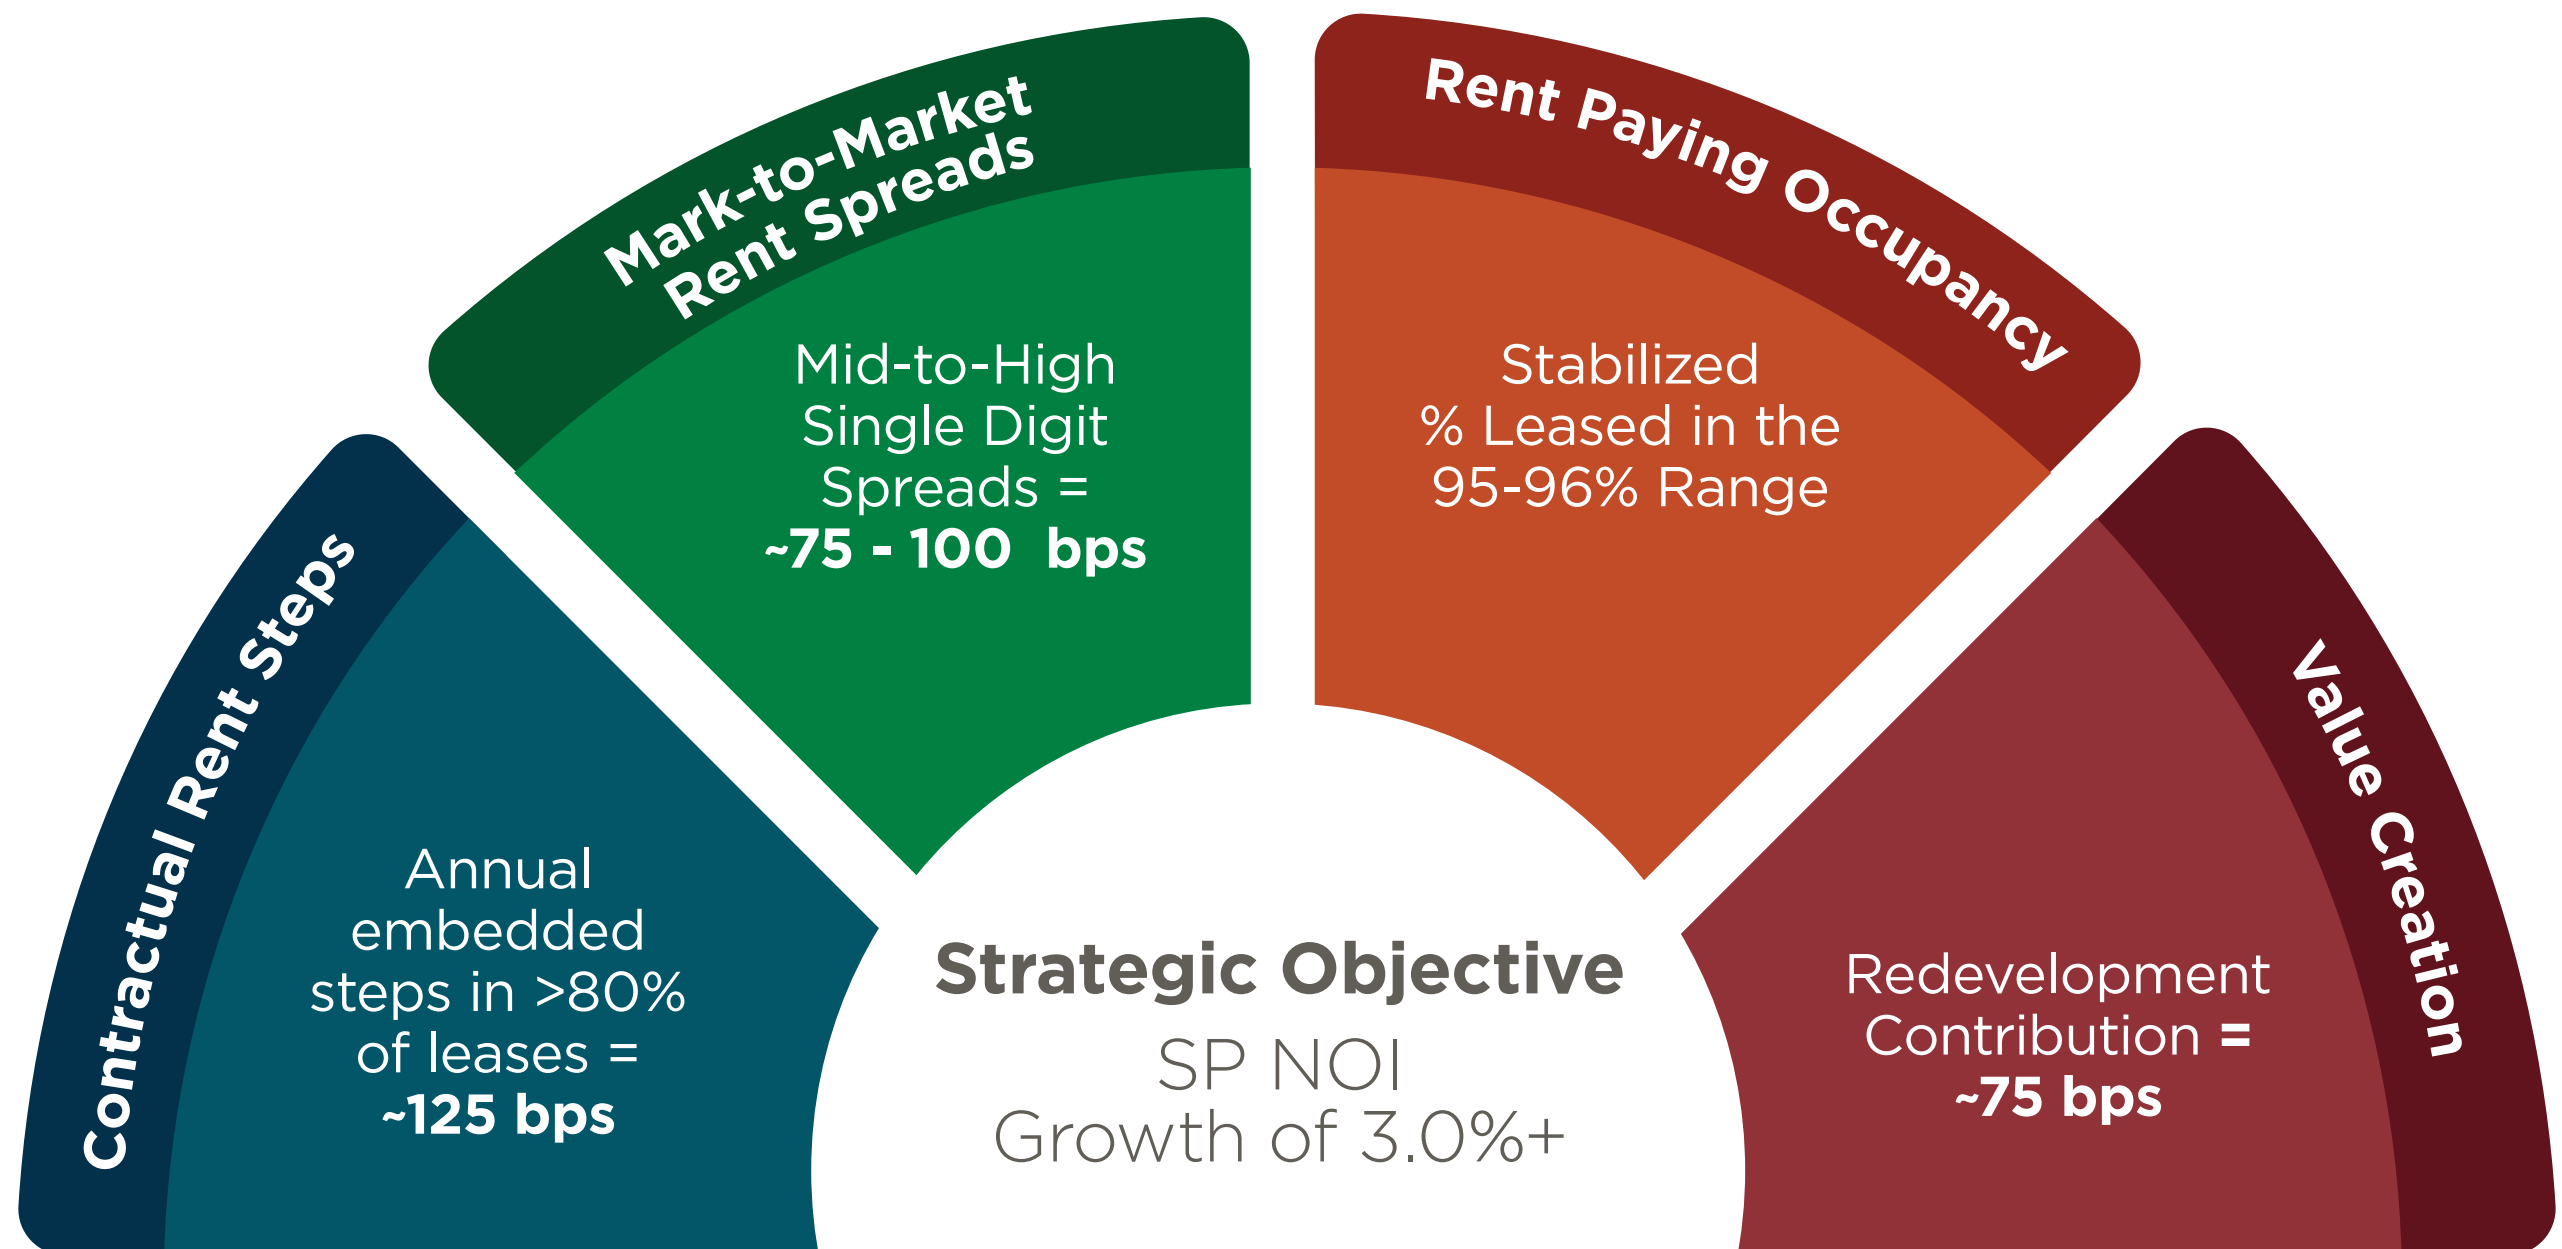 Contractual Rent Steps
Annual
embedded
steps in >80%
of leases =
~125 bps
Mark-to-Market
Rent Spreads
Mid-to-High
Single Digit
Spreads =
~75 - 100 bps
Rent Paying Occupancy
Stabilized
% Leased in the
95-96% Range
Value Creation
Redevelopment
Contribution =
~75 bps
Strategic Objective
SP NOI
Growth of 3.0%+